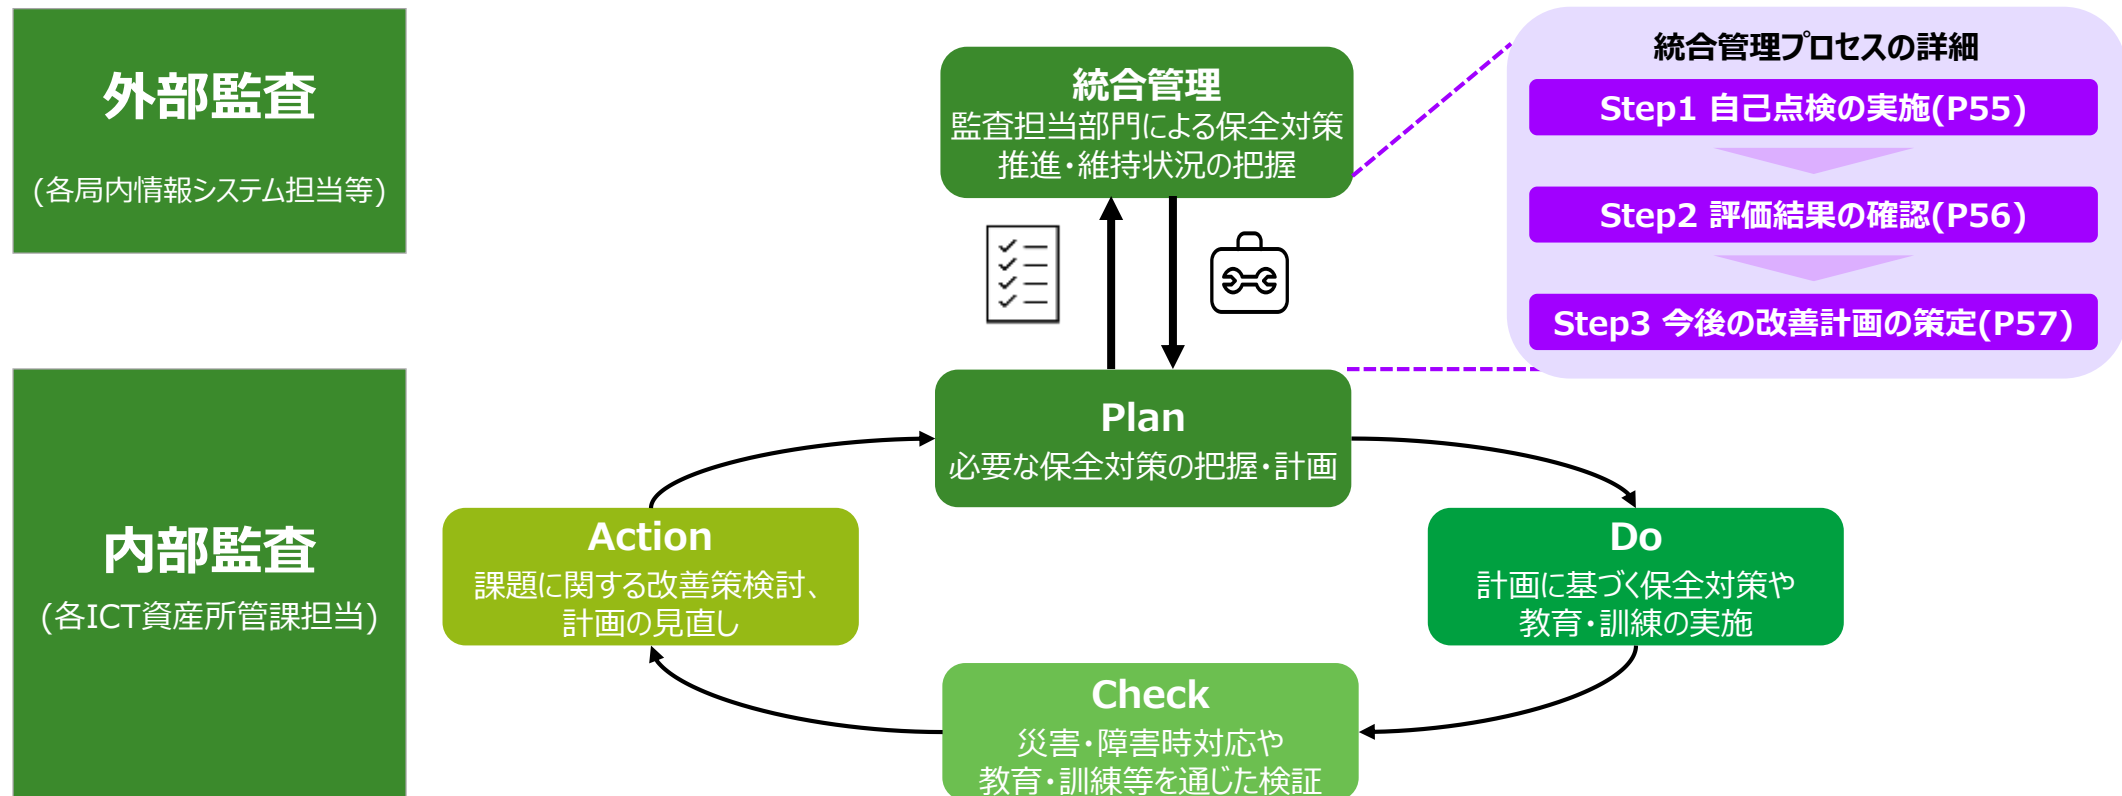 外部監査
(各局内情報システム担当等)
統合管理
監査担当部門による保全対策
推進・維持状況の把握
統合管理プロセスの詳細
Step1 自己点検の実施(P55)
Step2 評価結果の確認(P56)
Step3 今後の改善計画の策定(P57)
内部監査
(各ICT資産所管課担当)
Plan
必要な保全対策の把握・計画
Action
課題に関する改善策検討、
計画の見直し
Do
計画に基づく保全対策や
教育・訓練の実施
Check
災害・障害時対応や
教育・訓練等を通じた検証